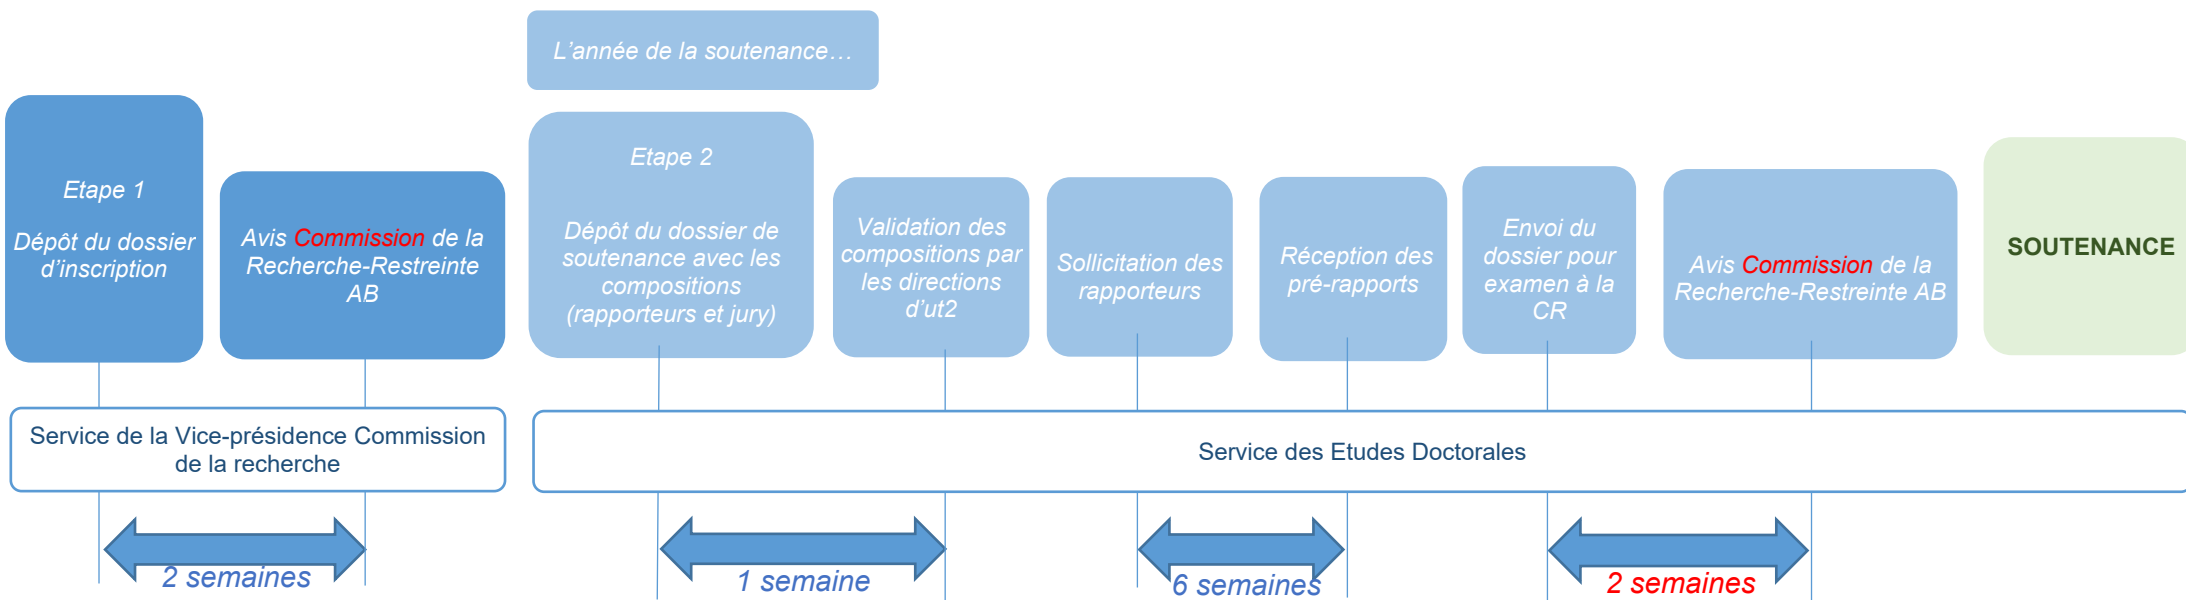 L'année de la soutenance…
Etape 1
Dépôt du dossier
d'inscription
Avis Commission de la
Recherche-Restreinte
AB
Etape 2
Dépôt du dossier de
soutenance avec les
compositions
(rapporteurs et jury)
Validation des
compositions par
les directions
d'ut2
Sollicitation des
rapporteurs
Réception des
pré-rapports
Envoi du
dossier pour
examen à la
CR
Avis Commission de la
Recherche-Restreinte AB
SOUTENANCE
Service de la Vice-présidence Commission
de la recherche
Service des Etudes Doctorales
2 semaines
1 semaine
6 semaines
2 semaines